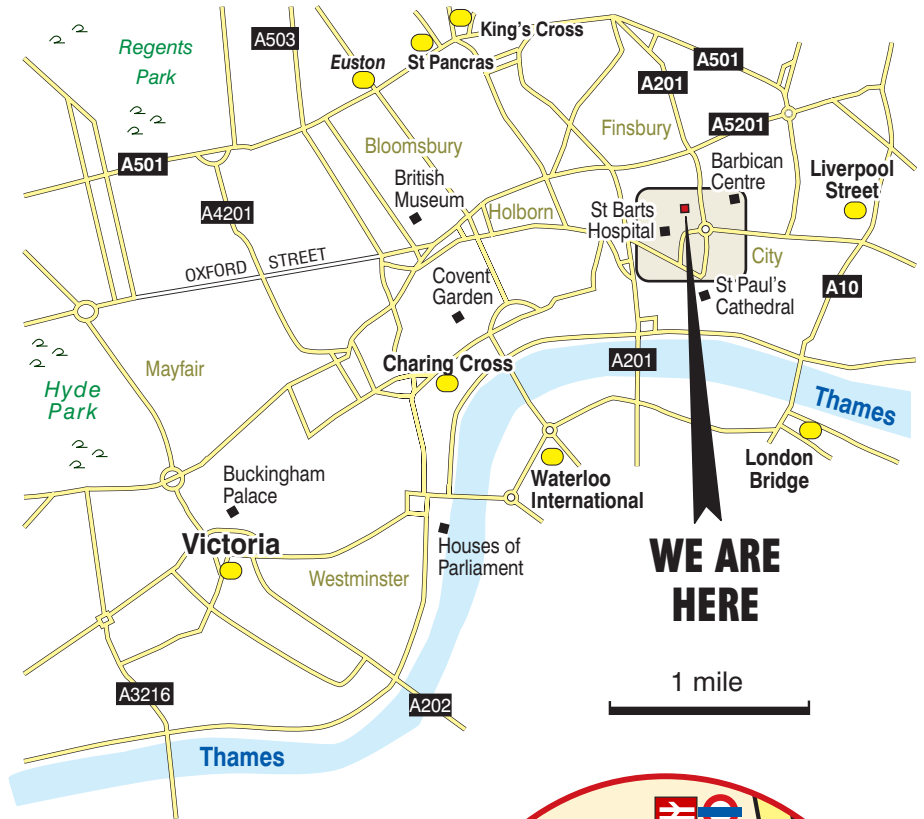 King's Cross
A503
Regents
Park
Euston
St Pancras
A501
A201
A5201
Finsbury
Bloomsbury
A501
Barbican
Centre
Liverpool
Street
British
Museum
A4201
Holborn
St Barts
Hospital
City
OXFORD STREET
Covent
Garden
St Paul's
Cathedral
A10
Mayfair
Charing Cross
A201
Hyde
Park
Thames
Buckingham
Palace
Waterloo
International
London
Bridge
Victoria
Houses of
Parliament
WE ARE
HERE
Westminster
1 mile
A3216
A202
Thames